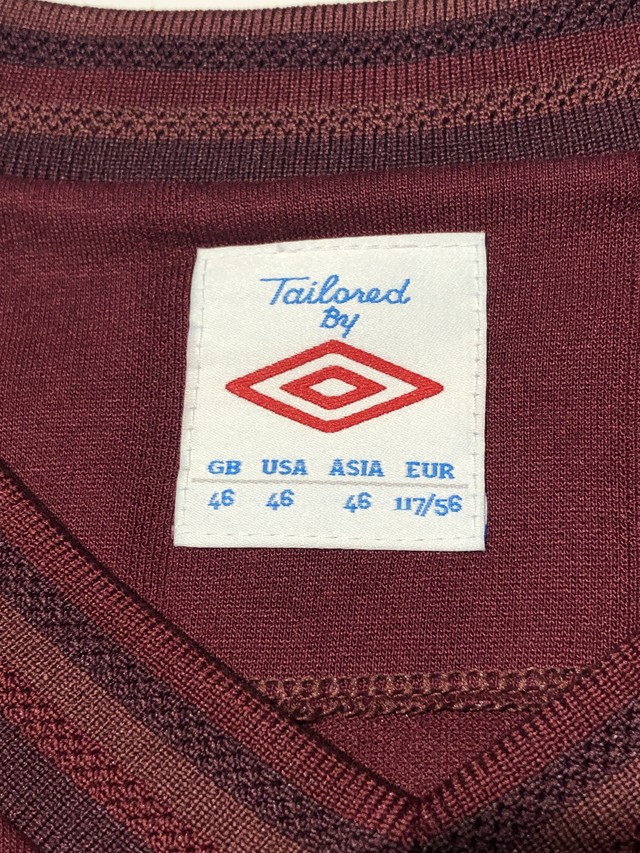 Tailored
By
GB USA ASIA EUR
46 46 46 117/56